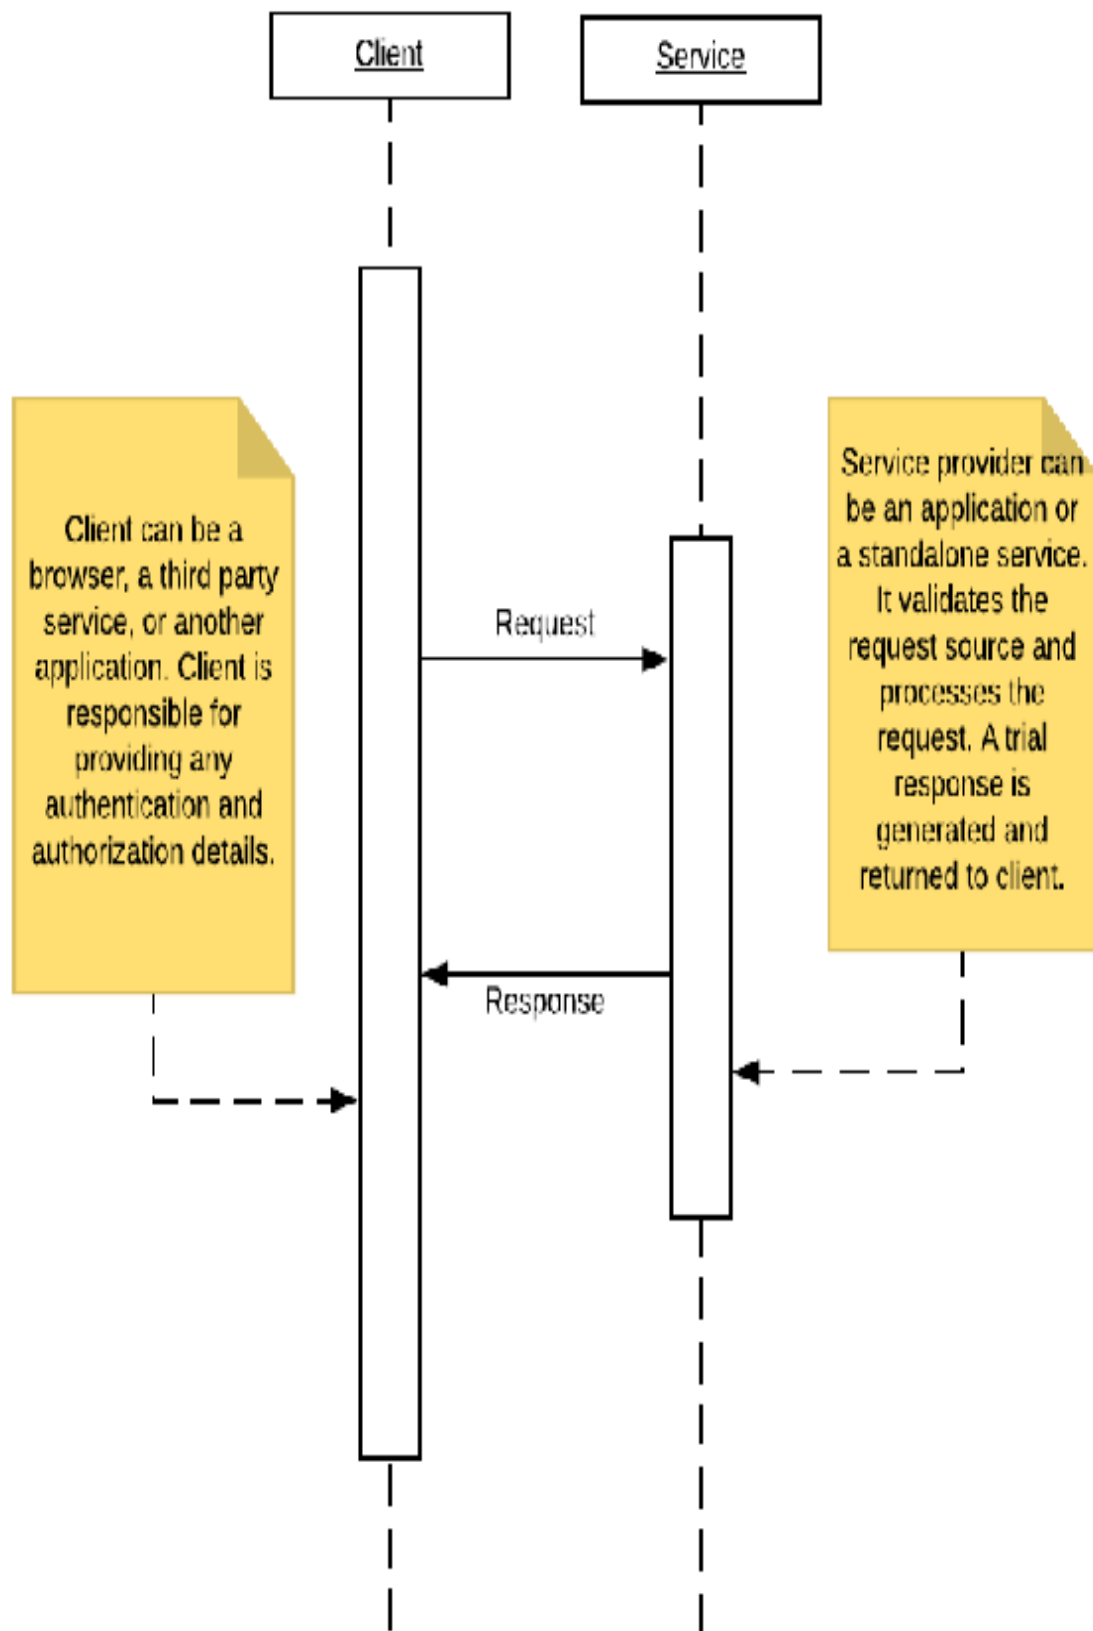 Client
Service
Client can be a
browser, a third party
service, or another
application. Client is
responsible for
providing any
authentication and
authorization details.
Request
Response
Service provider can
be an application or
a standalone service.
It validates the
request source and
processes the
request. A trial
response is
generated and
returned to client.